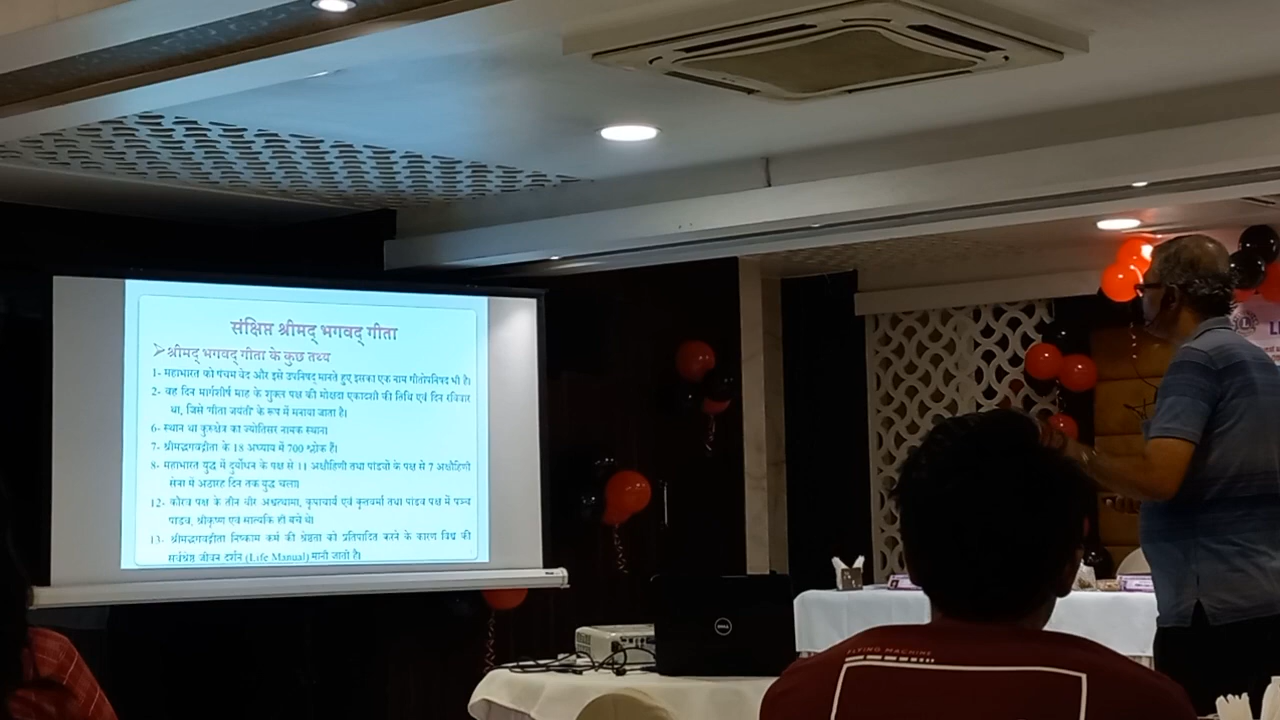 संक्षिप्त श्रीमद् भगवद् गीता
➢श्रीमद् भगवद् गीता के कुछ तथ्य
1- महाभारत को पंचम वेद और इसे उपनिषद् मानते हुए इसका एक नाम गीतोपनिषद भी है।
2- वह दिन मार्गशीर्ष माह के शुक्ल पक्ष की मोक्षदा एकादशी की तिथि एवं दिन रविवार
था, जिसे 'गीता जयंती' के रूप में मनाया जाता है।
6- स्थान था कुरुक्षेत्र का ज्योतिसर नामक स्थान।
7- श्रीमद्भगवद्गीता के 18 अध्याय में 700 श्लोक हैं।
8- महाभारत युद्ध में दुर्योधन के पक्ष से 11 अक्षौहिणी तथा पांडवों के पक्ष से 7 अक्षौहिणी
सेना में अठारह दिन तक युद्ध चला।
12- कौरव पक्ष के तीन वीर अश्वत्थामा, कृपाचार्य एवं कृतवर्मा तथा पांडव पक्ष में पञ्च
पांडव, श्रीकृष्ण एवं सात्यकि ही बचे थे।
13- श्रीमद्भगवद्गीता निष्काम कर्म की श्रेष्ठता को प्रतिपादित करने के कारण विश्व की
सर्वश्रेष्ठ जीवन दर्शन (Life Manual) मानी जाती है।
DELL
FLYING MACHINE